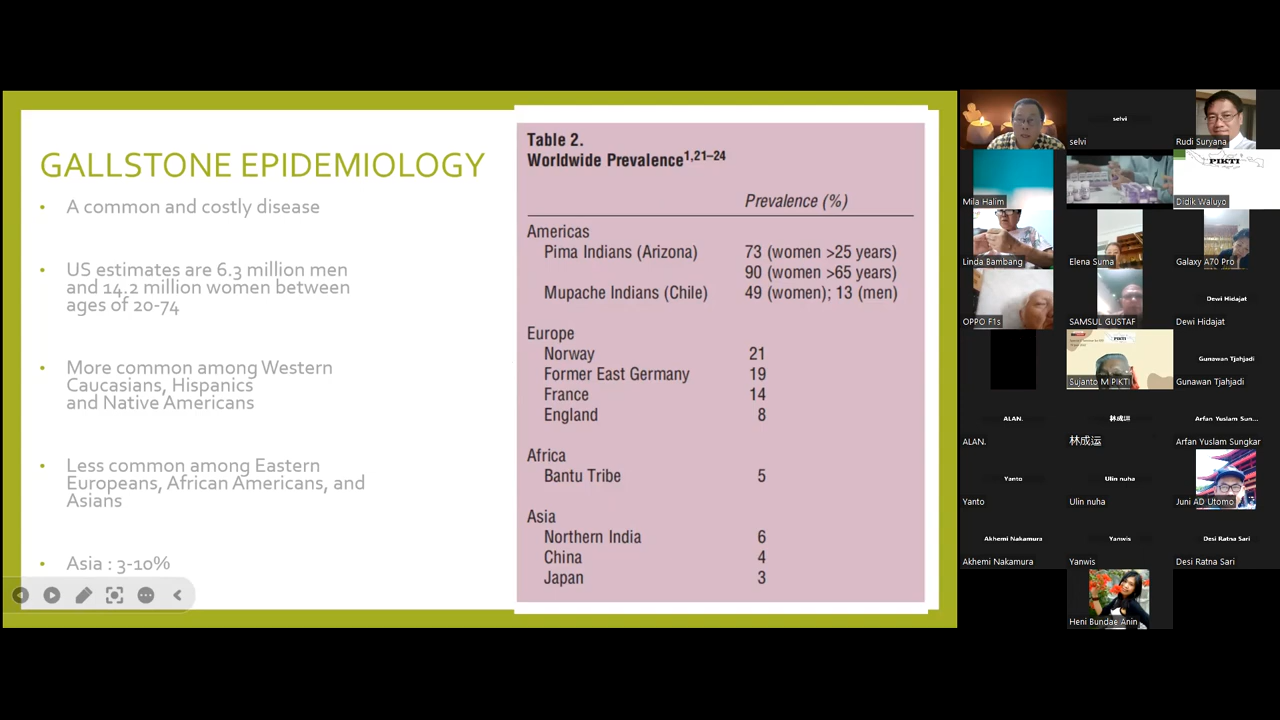 GALLSTONE EPIDEMIOLOGY
• A common and costly disease
• US estimates are 6.3 million men
and 14.2 million women between
ages of 20-74
• More common among Western
Caucasians, Hispanics
and Native Americans
• Less common among Eastern
Europeans, African Americans, and
Asians
• Asia : 3-10%
Table 2.
Worldwide Prevalence1,21–24
Prevalence (%)
Americas
Pima Indians (Arizona) 73 (women >25 years)
90 (women >65 years)
Mupache Indians (Chile) 49 (women); 13 (men)
Europe
Norway 21
Former East Germany 19
France 14
England 8
Africa
Bantu Tribe 5
Asia
Northern India 6
China 4
Japan 3
selvi
selvi
Rudi Suryana
Mila Halim
PIKTI
Didik Waluyo
Linda Bambang
Elena Suma
Galaxy A70 Pro
OPPO F1s
SAMSUL GUSTAF
Dewi Hidajat
Dewi Hidajat
PIKTI
Sujanto M PIKTI
Gunawan Tjahjadi
Gunawan Tjahjadi
ALAN.
ALAN.
林成运
林成运
Arfan Yuslam Sun...
Arfan Yuslam Sungkar
Yanto
Yanto
Ulin nuha
Ulin nuha
Juni AD Utomo
Akhemi Nakamura
Akhemi Nakamura
Yanwis
Yanwis
Desi Ratna Sari
Desi Ratna Sari
Heni Bundae Anin